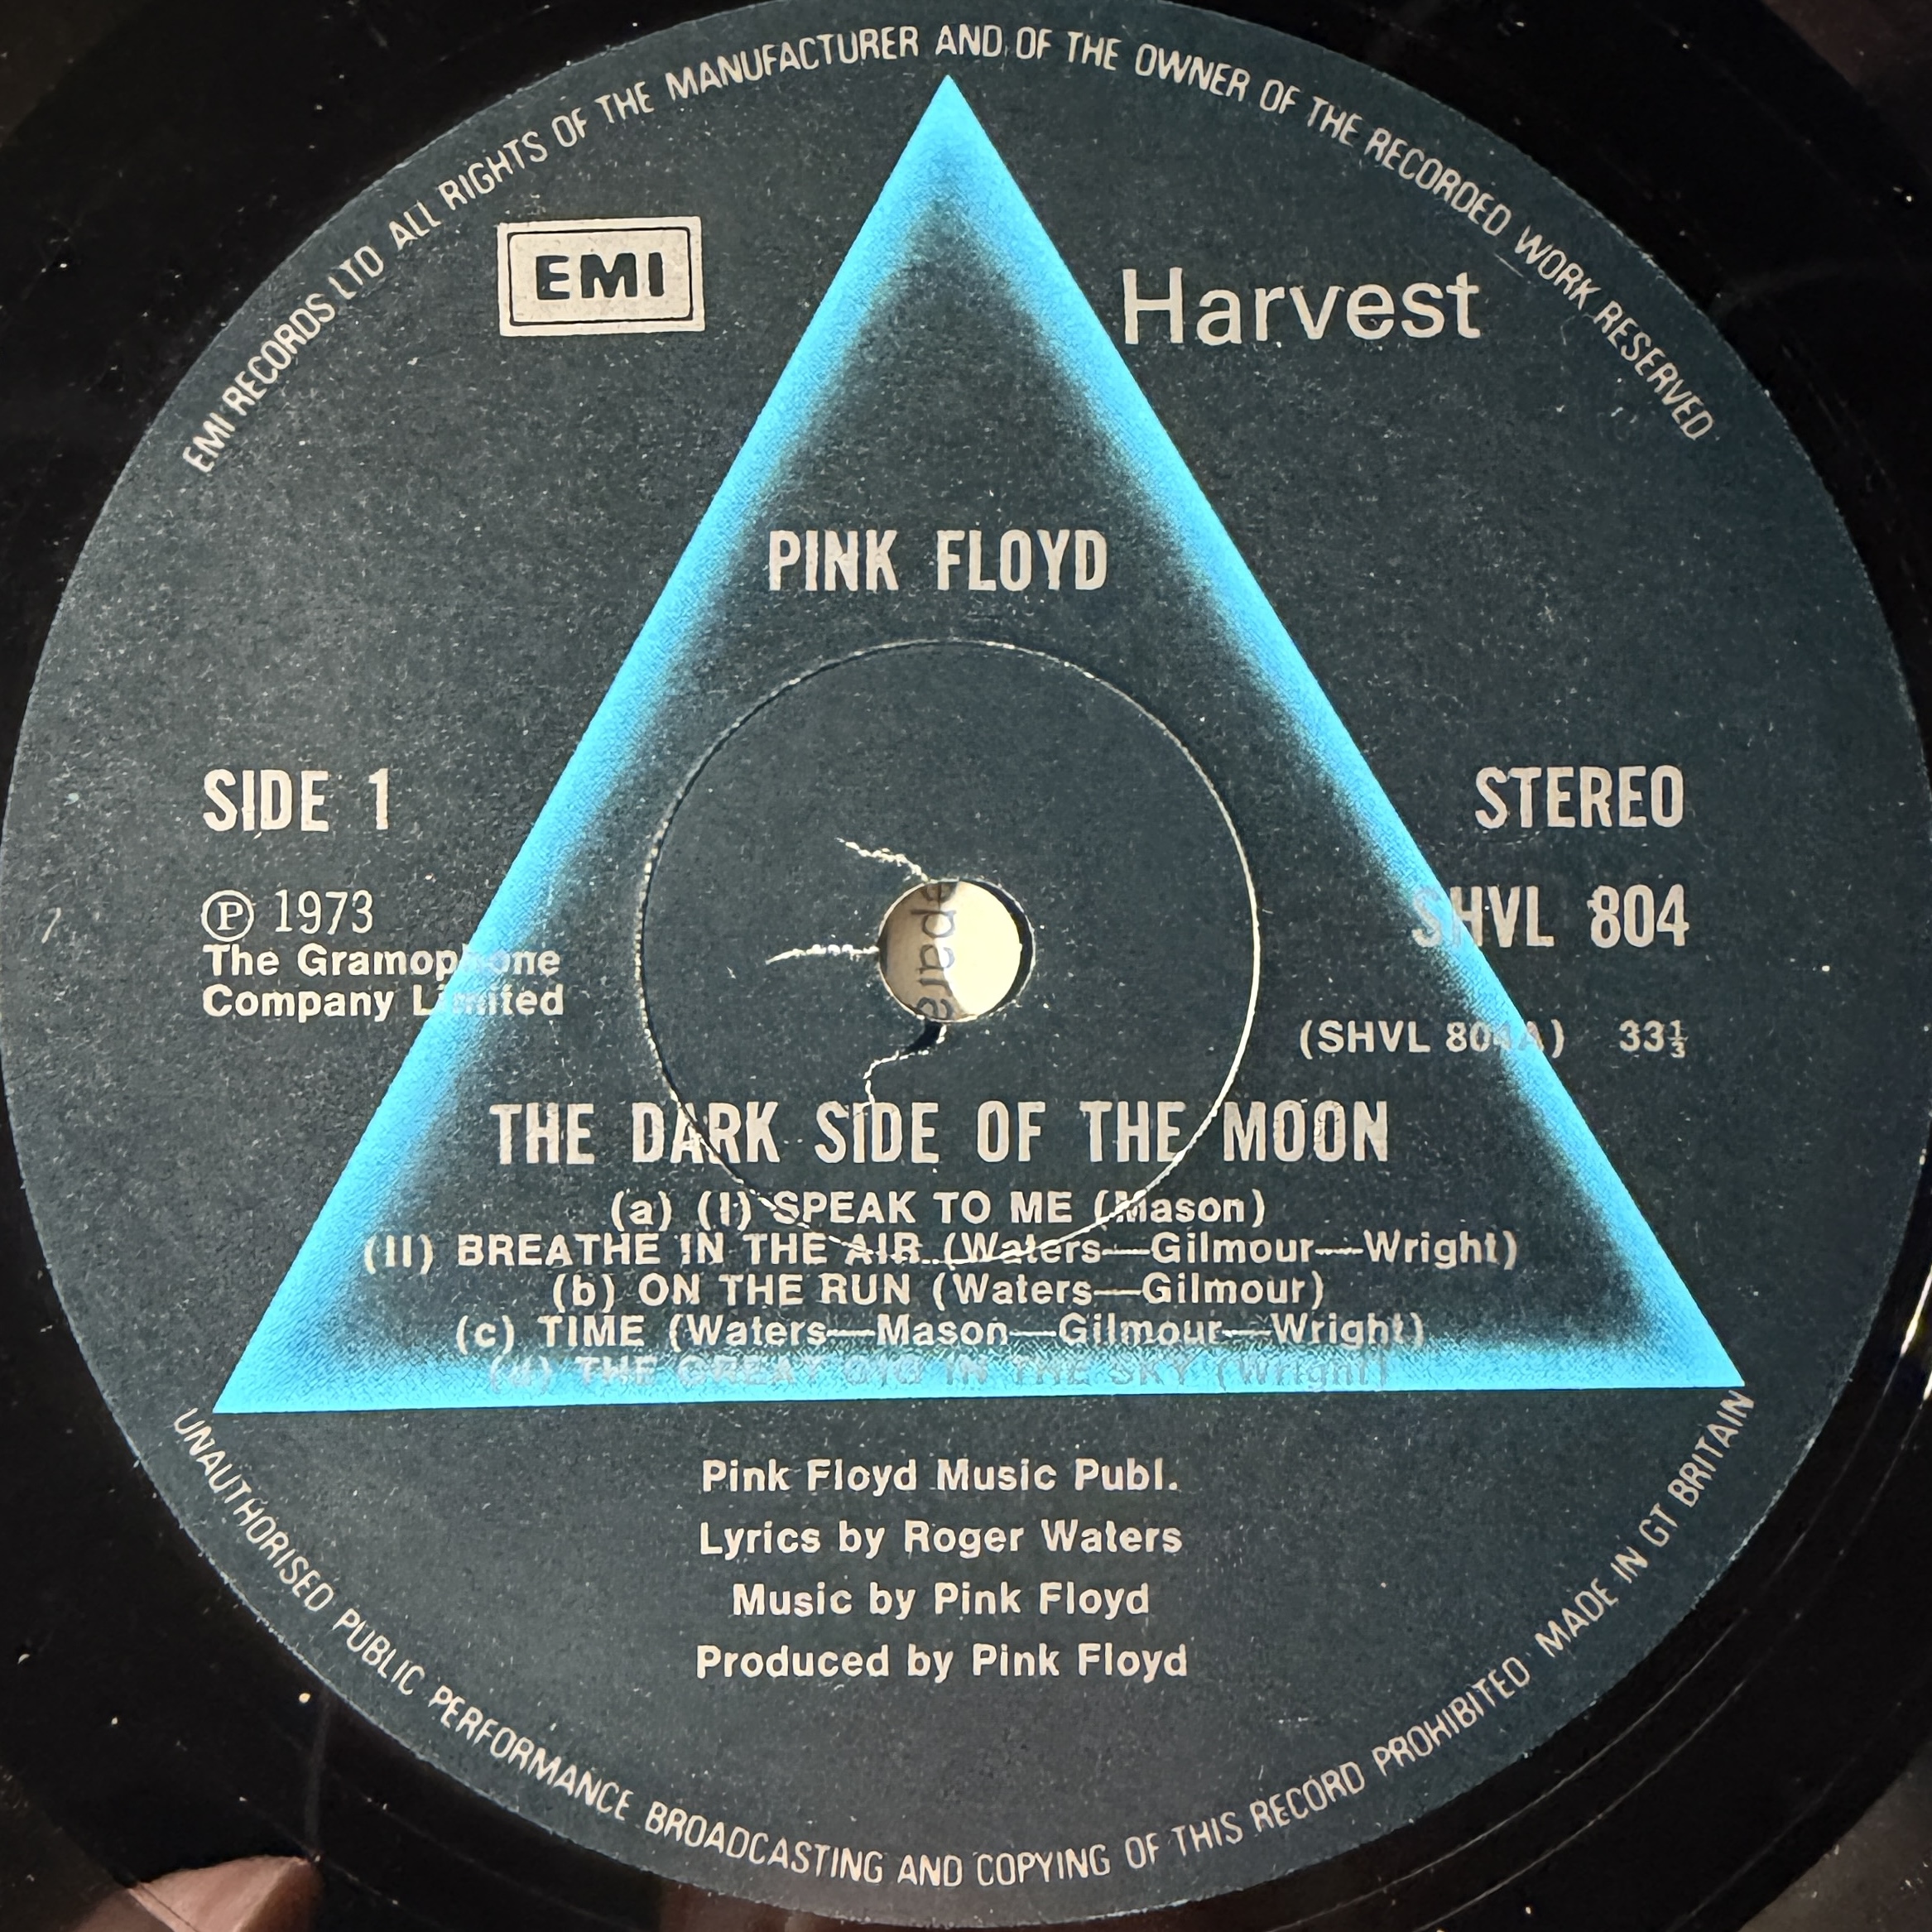 EMI RECORDS LTD ALL RIGHTS OF THE MANUFACTURER AND OF THE OWNER OF THE RECORDED WORK RESERVED
EMI
Harvest
PINK FLOYD
SIDE 1
STEREO
℗ 1973
The Gramophone
Company Limited
SHVL 804
(SHVL 804A) 33⅓
THE DARK SIDE OF THE MOON
(a) (I) SPEAK TO ME (Mason)
(II) BREATHE IN THE AIR (Waters—Gilmour—Wright)
(b) ON THE RUN (Waters—Gilmour)
(c) TIME (Waters—Mason—Gilmour—Wright)
(d) THE GREAT GIG IN THE SKY (Wright)
Pink Floyd Music Publ.
Lyrics by Roger Waters
Music by Pink Floyd
Produced by Pink Floyd
UNAUTHORISED PUBLIC PERFORMANCE BROADCASTING AND COPYING OF THIS RECORD PROHIBITED MADE IN GT BRITAIN